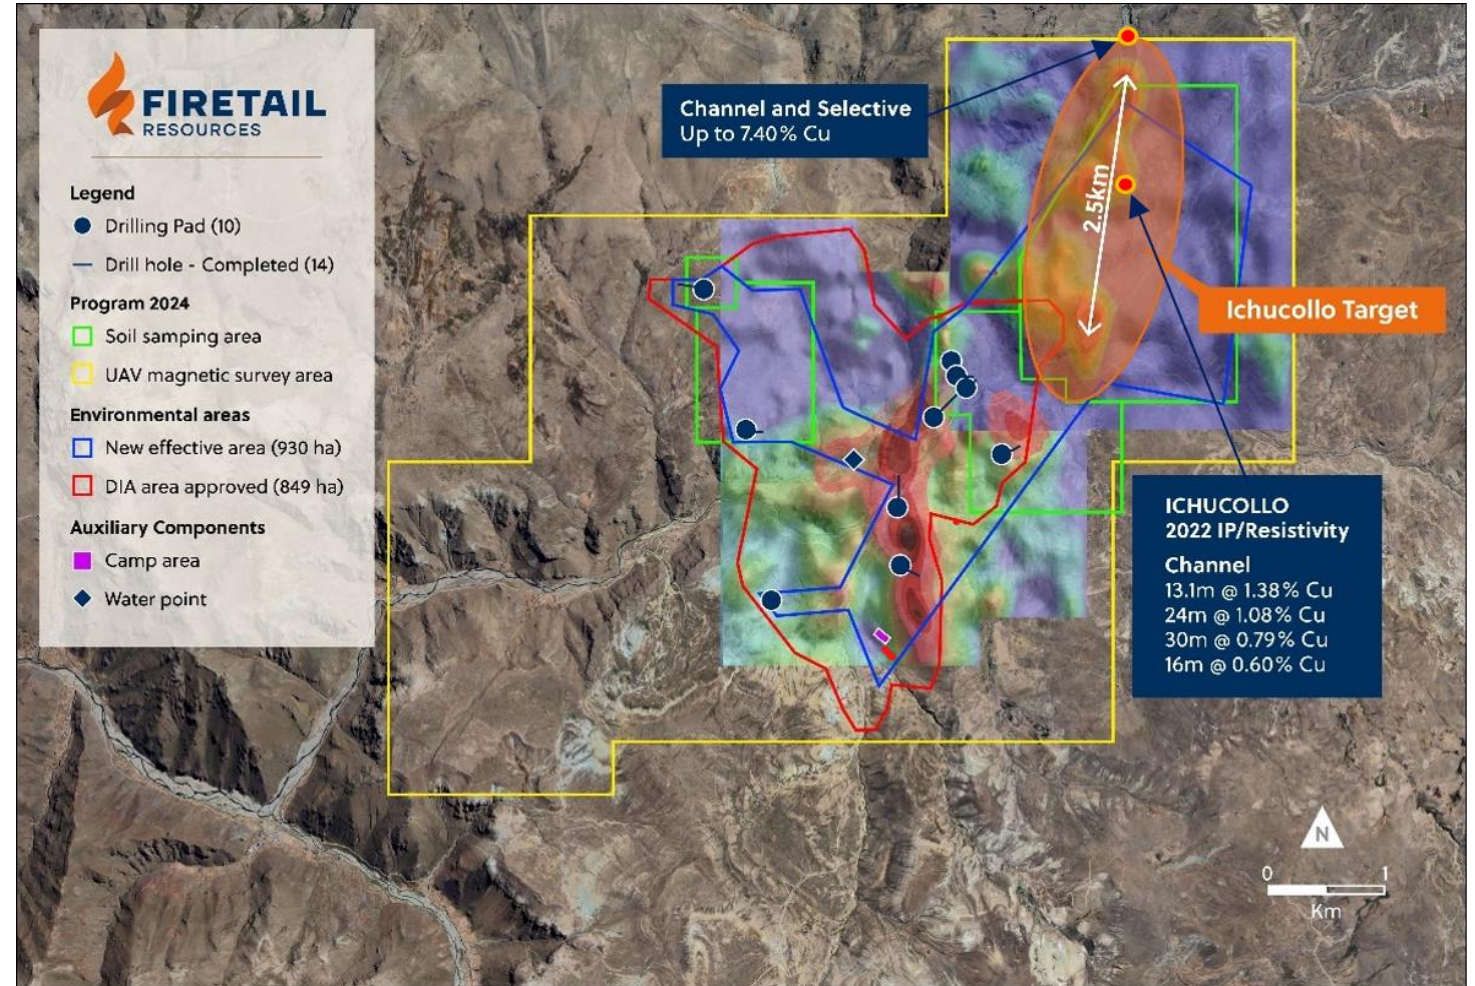 FIRETAIL
RESOURCES
Legend
Drilling Pad (10)
Drill hole - Completed (14)
Program 2024
Soil samping area
UAV magnetic survey area
Environmental areas
New effective area (930 ha)
DIA area approved (849 ha)
Auxiliary Components
Camp area
Water point
Channel and Selective
Up to 7.40% Cu
2.5km
Ichucollo Target
ICHUCOLLO
2022 IP/Resistivity
Channel
13.1m @ 1.38% Cu
24m @ 1.08% Cu
30m @ 0.79% Cu
16m @ 0.60% Cu
N
0 1
Km